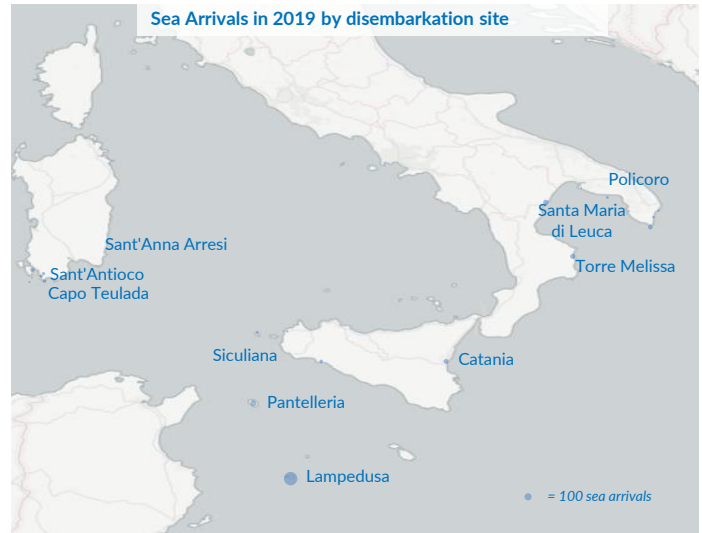 Sea Arrivals in 2019 by disembarkation site
Policoro
Santa Maria
di Leuca
Sant'Anna Arresi
Torre Melissa
Sant'Antioco
Capo Teulada
Siculiana
Catania
Pantelleria
Lampedusa
= 100 sea arrivals